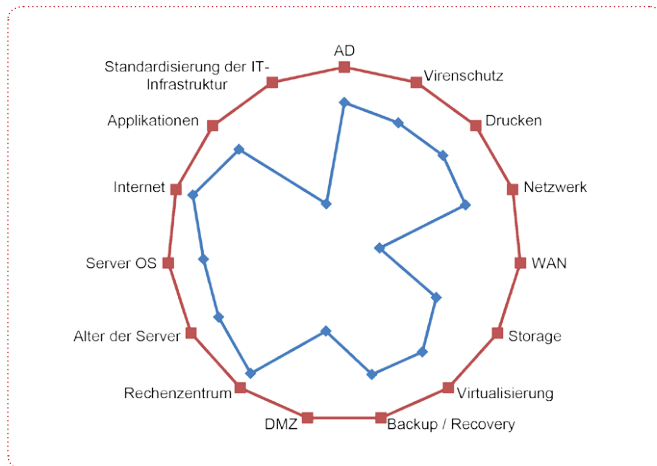 AD
Standardisierung der IT-
Infrastruktur
Virenschutz
Applikationen
Drucken
Internet
Netzwerk
Server OS
WAN
Alter der Server
Storage
Rechenzentrum
Virtualisierung
DMZ
Backup / Recovery